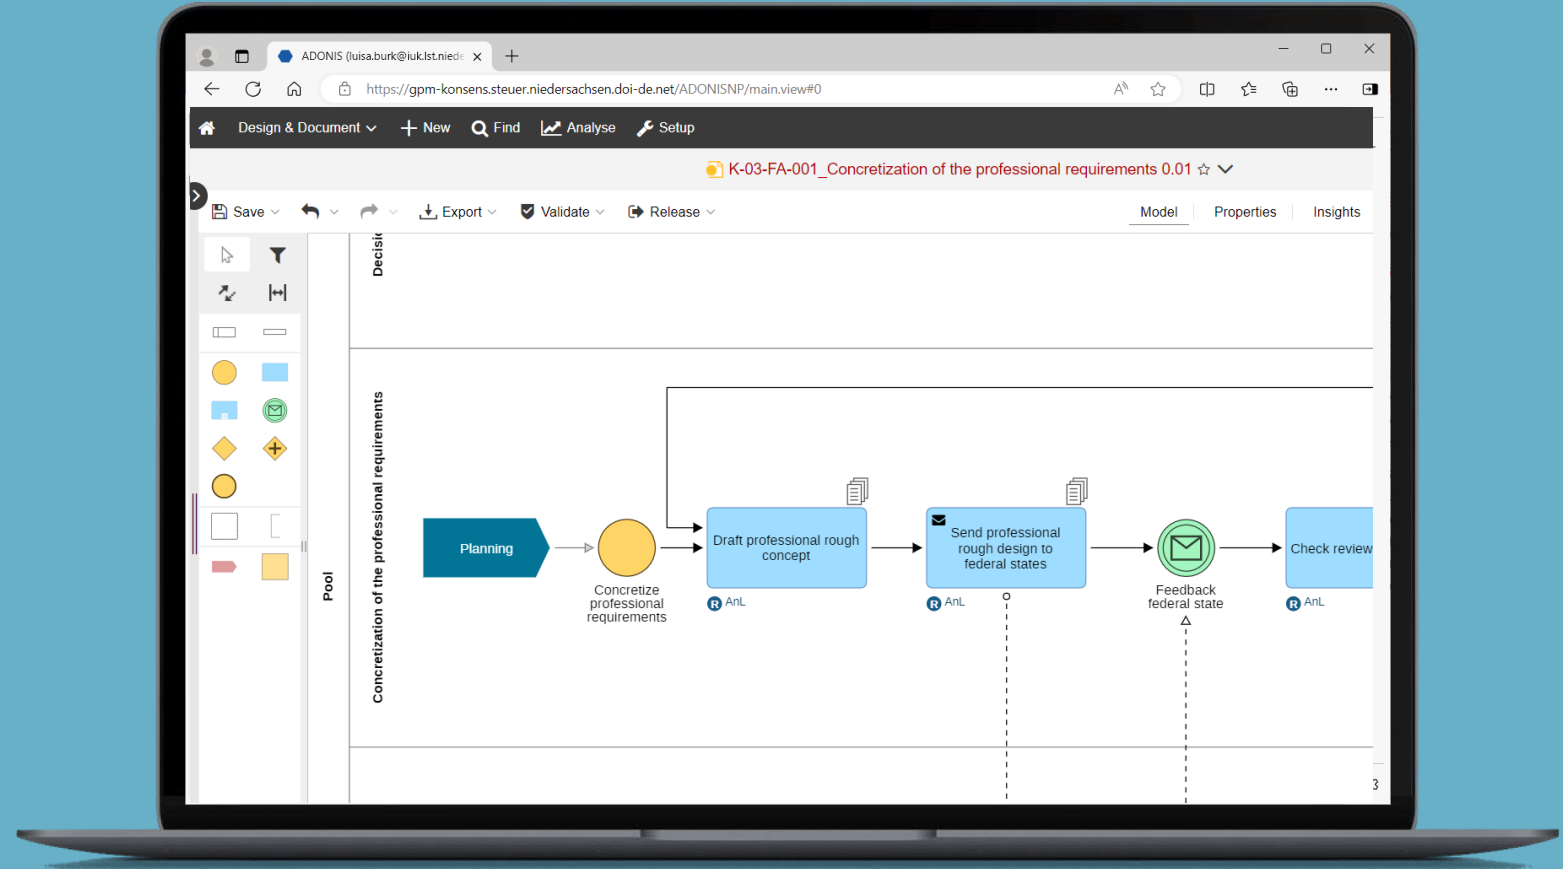 ADONIS (luisa.burk@iuk.lst.niede
https://gpm-konsens.steuer.niedersachsen.doi-de.net/ADONISNP/main.view#0
Design & Document
New
Find
Analyse
Setup
K-03-FA-001_Concretization of the professional requirements 0.01
Save
Export
Validate
Release
Model
Properties
Insights
Pool
Decisi
Concretization of the professional requirements
Planning
Concretize
professional
requirements
Draft professional rough
concept
R AnL
Send professional
rough design to
federal states
R AnL
Feedback
federal state
Check review
R AnL
3